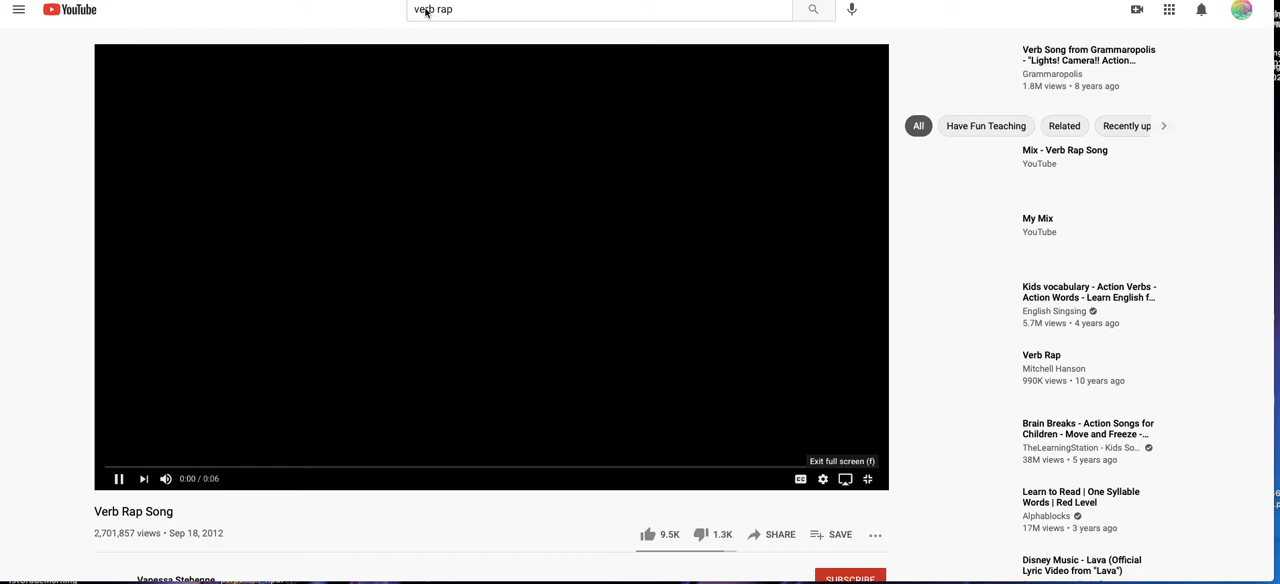 YouTube
verb rap
Verb Song from Grammaropolis
- "Lights! Camera!! Action...
Grammaropolis
1.8M views • 8 years ago
All
Have Fun Teaching
Related
Recently up
Mix - Verb Rap Song
YouTube
My Mix
YouTube
Kids vocabulary - Action Verbs -
Action Words - Learn English f...
English Singsing
5.7M views • 4 years ago
Verb Rap
Mitchell Hanson
990K views • 10 years ago
Brain Breaks - Action Songs for
Children - Move and Freeze -...
TheLearningStation - Kids So...
38M views • 5 years ago
Learn to Read | One Syllable
Words | Red Level
Alphablocks
17M views • 3 years ago
Disney Music - Lava (Official
Lyric Video from "Lava")
Exit full screen (f)
0:00 / 0:06
CC
Verb Rap Song
2,701,857 views • Sep 18, 2012
9.5K
1.3K
SHARE
SAVE
Vanessa Stebenne
SUBSCRIBE